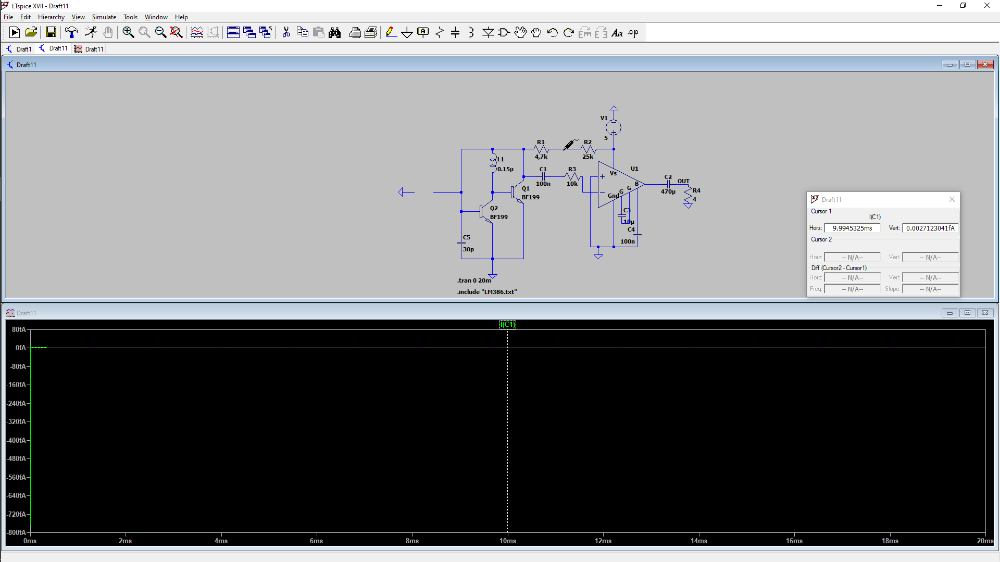 LTspice XVII - Draft11
File Edit Hierarchy View Simulate Tools Window Help
Aa .op
Draft1 Draft11 Draft11
Draft11
V1
5
R1
4,7k
R2
25k
L1
0.15µ
C1
100n
R3
10k
Vs
U1
Q1
BF199
G
B
Gnd
G
C2
470µ
OUT
R4
4
Q2
BF199
C3
10µ
C4
100n
C5
30p
.tran 0 20m
.include "LM386.txt"
Draft11
Cursor 1
I(C1)
Horz: 9.9945325ms Vert: 0.0027123041fA
Cursor 2
Horz: -- N/A-- Vert: -- N/A--
Diff (Cursor2 - Cursor1)
Horz: -- N/A-- Vert: -- N/A--
Freq: -- N/A-- Slope: -- N/A--
Draft11
I(C1)
80fA
0fA
-80fA
-160fA
-240fA
-320fA
-400fA
-480fA
-560fA
-640fA
-720fA
-800fA
0ms 2ms 4ms 6ms 8ms 10ms 12ms 14ms 16ms 18ms 20ms